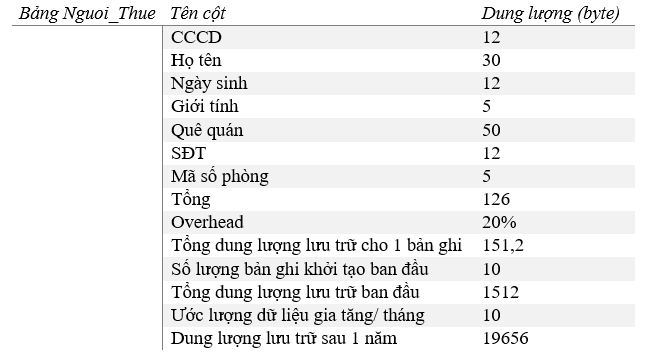 Bảng Nguoi_Thue Tên cột Dung lượng (byte)
CCCD 12
Họ tên 30
Ngày sinh 12
Giới tính 5
Quê quán 50
SĐT 12
Mã số phòng 5
Tổng 126
Overhead 20%
Tổng dung lượng lưu trữ cho 1 bản ghi 151,2
Số lượng bản ghi khởi tạo ban đầu 10
Tổng dung lượng lưu trữ ban đầu 1512
Ước lượng dữ liệu gia tăng/ tháng 10
Dung lượng lưu trữ sau 1 năm 19656